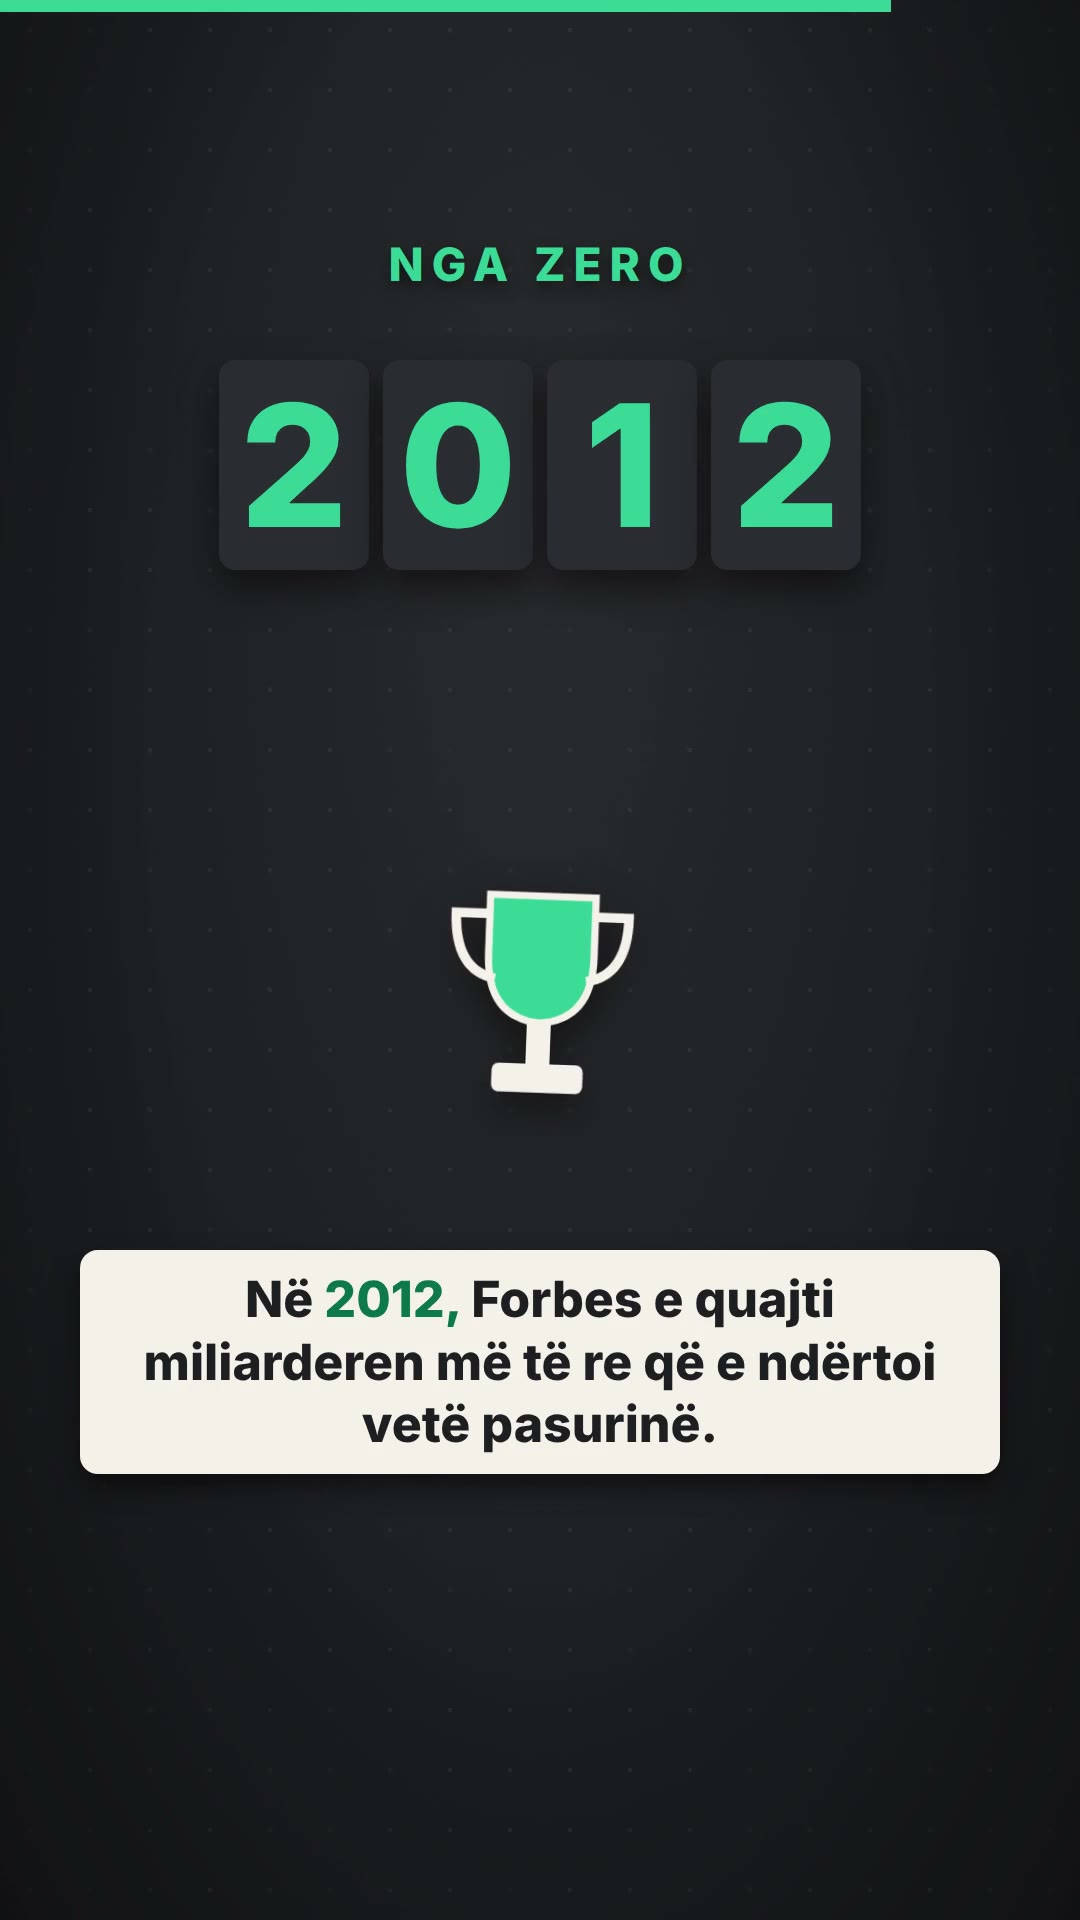 NGA ZERO
2012
Në 2012, Forbes e quajti
miliarderen më të re që e ndërtoi
vetë pasurinë.